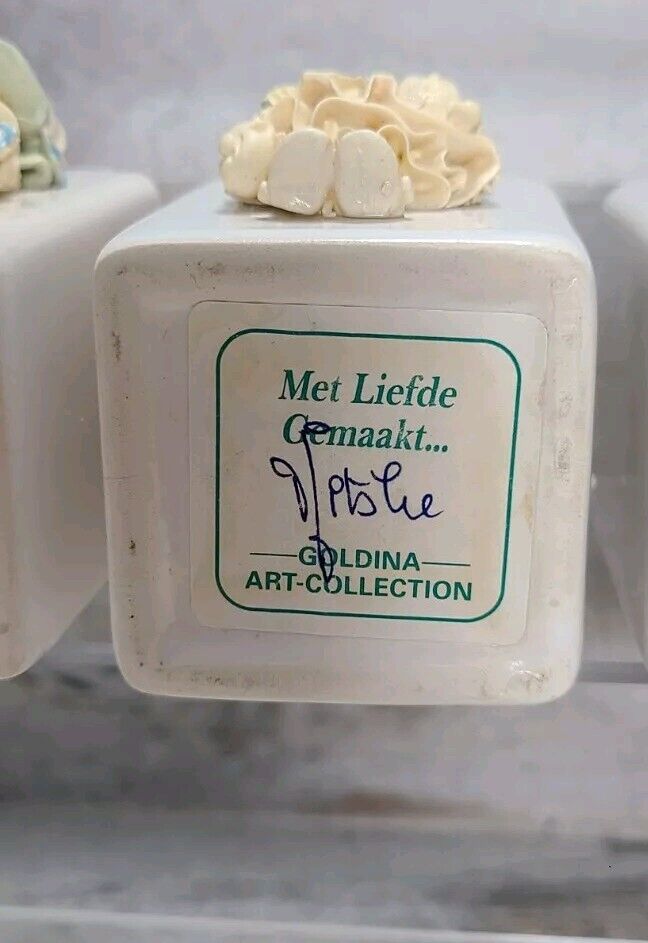 Met Liefde
Gemaakt...
GOLDINA
ART-COLLECTION